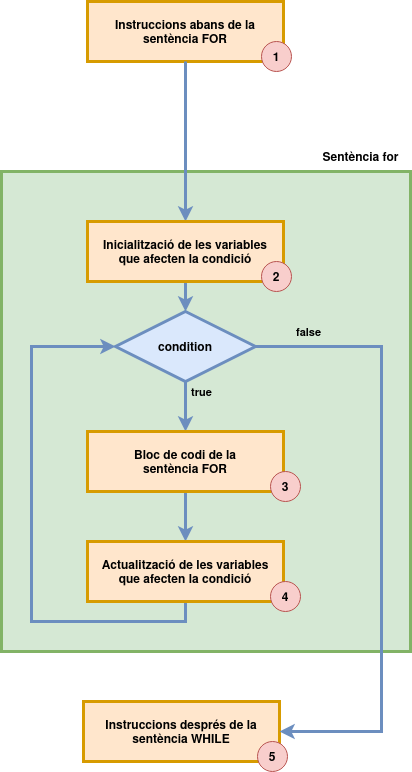 Instruccions abans de la
sentència FOR
1
Sentència for
Inicialització de les variables
que afecten la condició
2
condition
false
true
Bloc de codi de la
sentència FOR
3
Actualització de les variables
que afecten la condició
4
Instruccions després de la
sentència WHILE
5